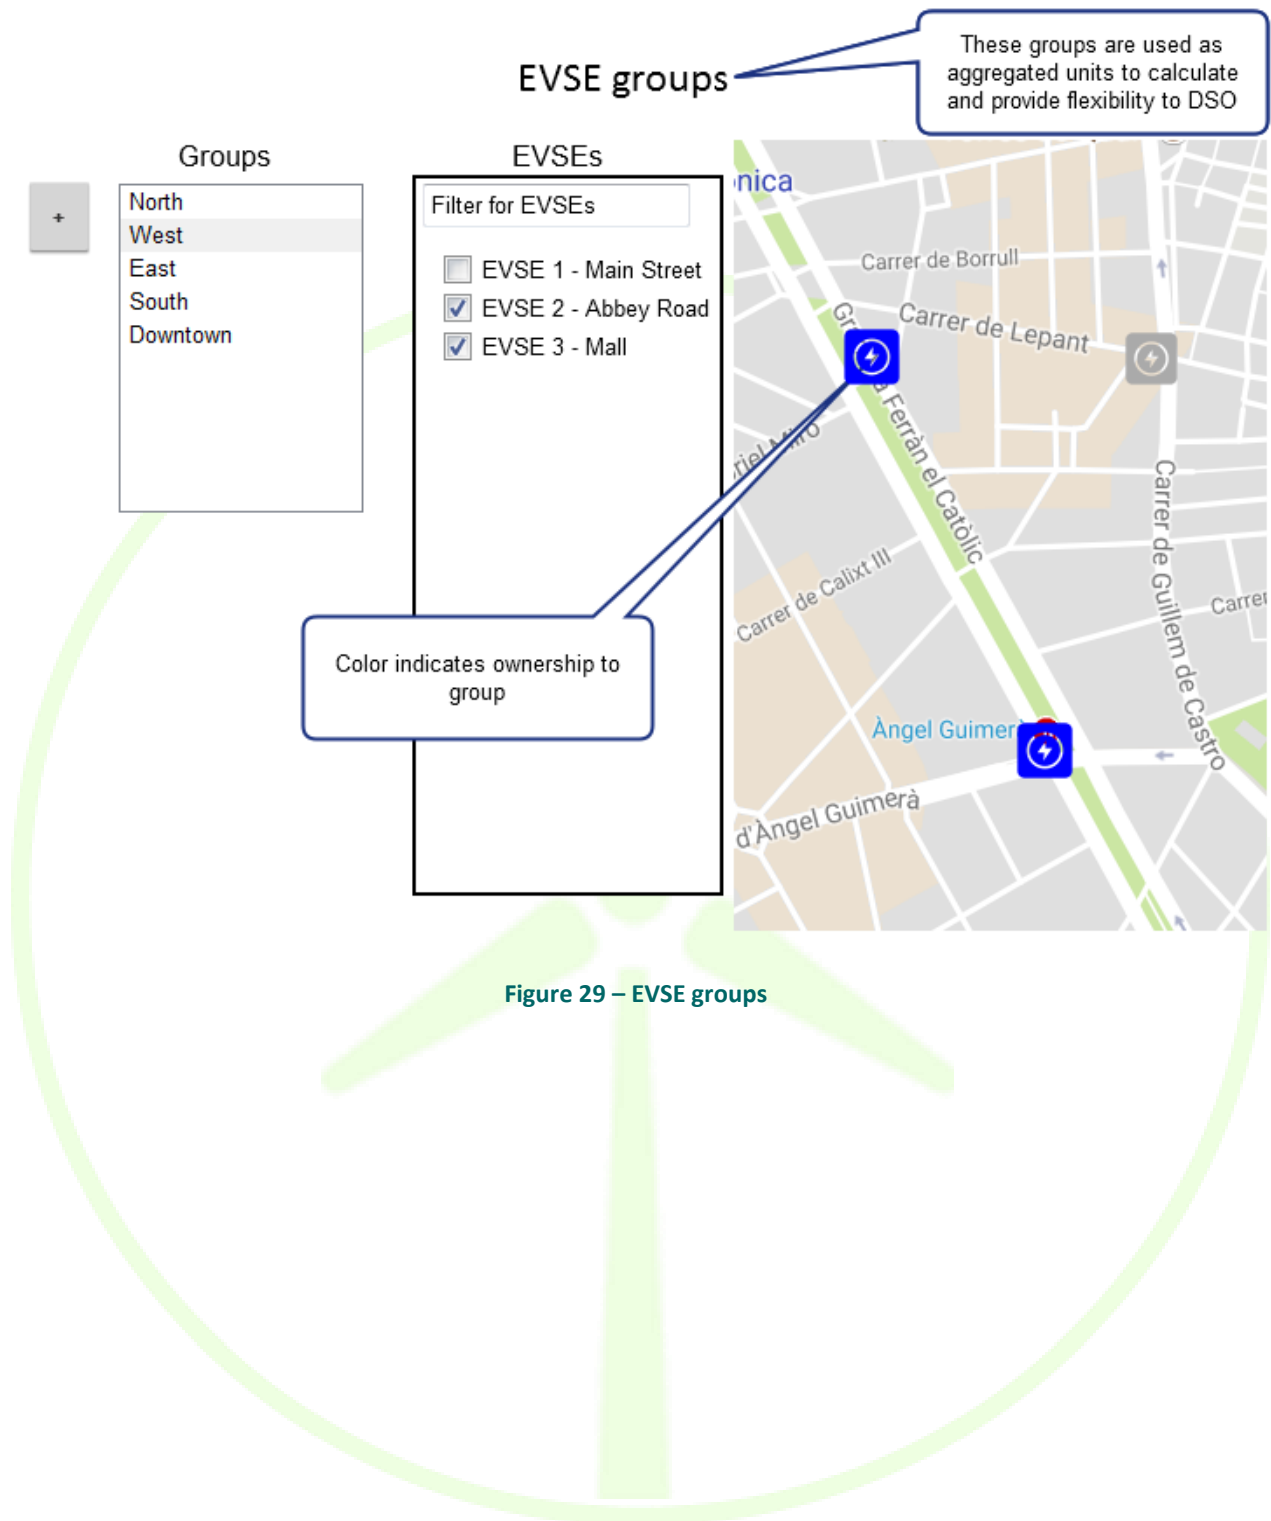 These groups are used as
aggregated units to calculate
and provide flexibility to DSO
EVSE groups
Groups
EVSEs
+
North
West
East
South
Downtown
Filter for EVSEs
EVSE 1 - Main Street
EVSE 2 - Abbey Road
EVSE 3 - Mall
Color indicates ownership to
group
nica
Carrer de Borrull
Carrer de Lepant
Ferràn el Catòlic
Carrer de Calixt III
Carrer de Guillem de Castro
Carrer
Àngel Guimer
d'Àngel Guimerà
Figure 29 – EVSE groups